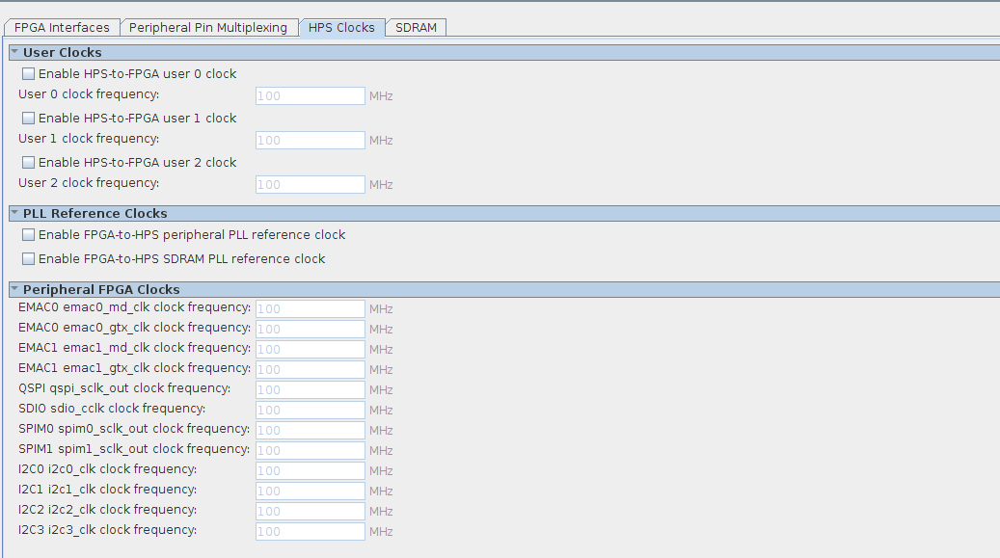 FPGA Interfaces Peripheral Pin Multiplexing HPS Clocks SDRAM
User Clocks
Enable HPS-to-FPGA user 0 clock
User 0 clock frequency: 100 MHz
Enable HPS-to-FPGA user 1 clock
User 1 clock frequency: 100 MHz
Enable HPS-to-FPGA user 2 clock
User 2 clock frequency: 100 MHz
PLL Reference Clocks
Enable FPGA-to-HPS peripheral PLL reference clock
Enable FPGA-to-HPS SDRAM PLL reference clock
Peripheral FPGA Clocks
EMAC0 emac0_md_clk clock frequency: 100 MHz
EMAC0 emac0_gtx_clk clock frequency: 100 MHz
EMAC1 emac1_md_clk clock frequency: 100 MHz
EMAC1 emac1_gtx_clk clock frequency: 100 MHz
QSPI qspi_sclk_out clock frequency: 100 MHz
SDIO sdio_cclk clock frequency: 100 MHz
SPIM0 spim0_sclk_out clock frequency: 100 MHz
SPIM1 spim1_sclk_out clock frequency: 100 MHz
I2C0 i2c0_clk clock frequency: 100 MHz
I2C1 i2c1_clk clock frequency: 100 MHz
I2C2 i2c2_clk clock frequency: 100 MHz
I2C3 i2c3_clk clock frequency: 100 MHz